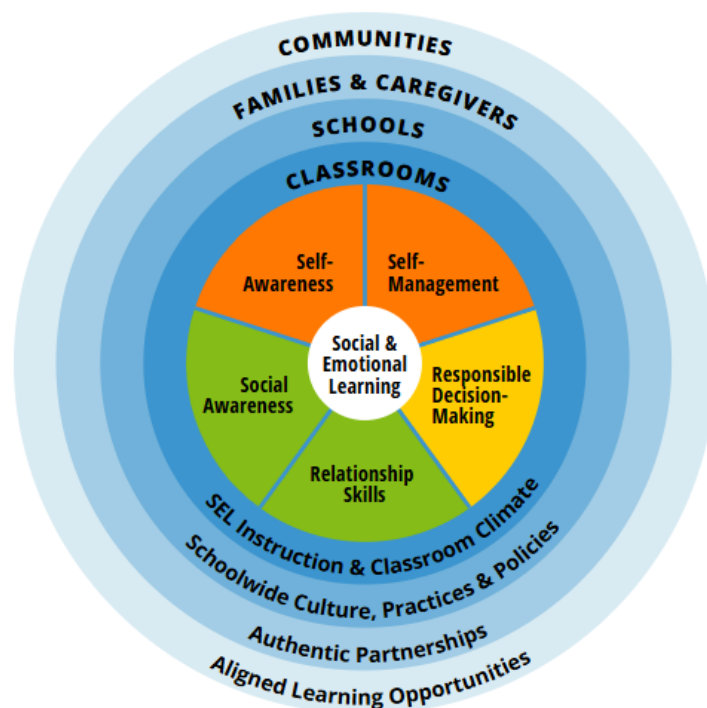 COMMUNITIES
FAMILIES & CAREGIVERS
SCHOOLS
CLASSROOMS
Self-
Awareness
Self-
Management
Social &
Emotional
Learning
Social
Awareness
Responsible
Decision-
Making
Relationship
Skills
SEL Instruction & Classroom Climate
Schoolwide Culture, Practices & Policies
Authentic Partnerships
Aligned Learning Opportunities